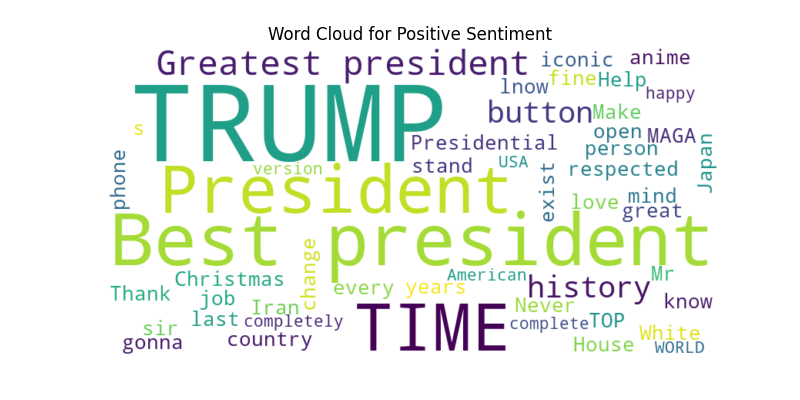 Word Cloud for Positive Sentiment
Greatest president
iconic
anime
TRUMP
lnow
fine
Help
happy
button
Make
s
Presidential
open
MAGA
person
Japan
phone
version
stand
USA
exist
respected
President
love
mind
great
Best president
change
Christmas
American
Mr
Thank
job
every
years
history
know
Iran
TIME
Never
last
completely
complete
TOP
sir
White
gonna
country
House
WORLD